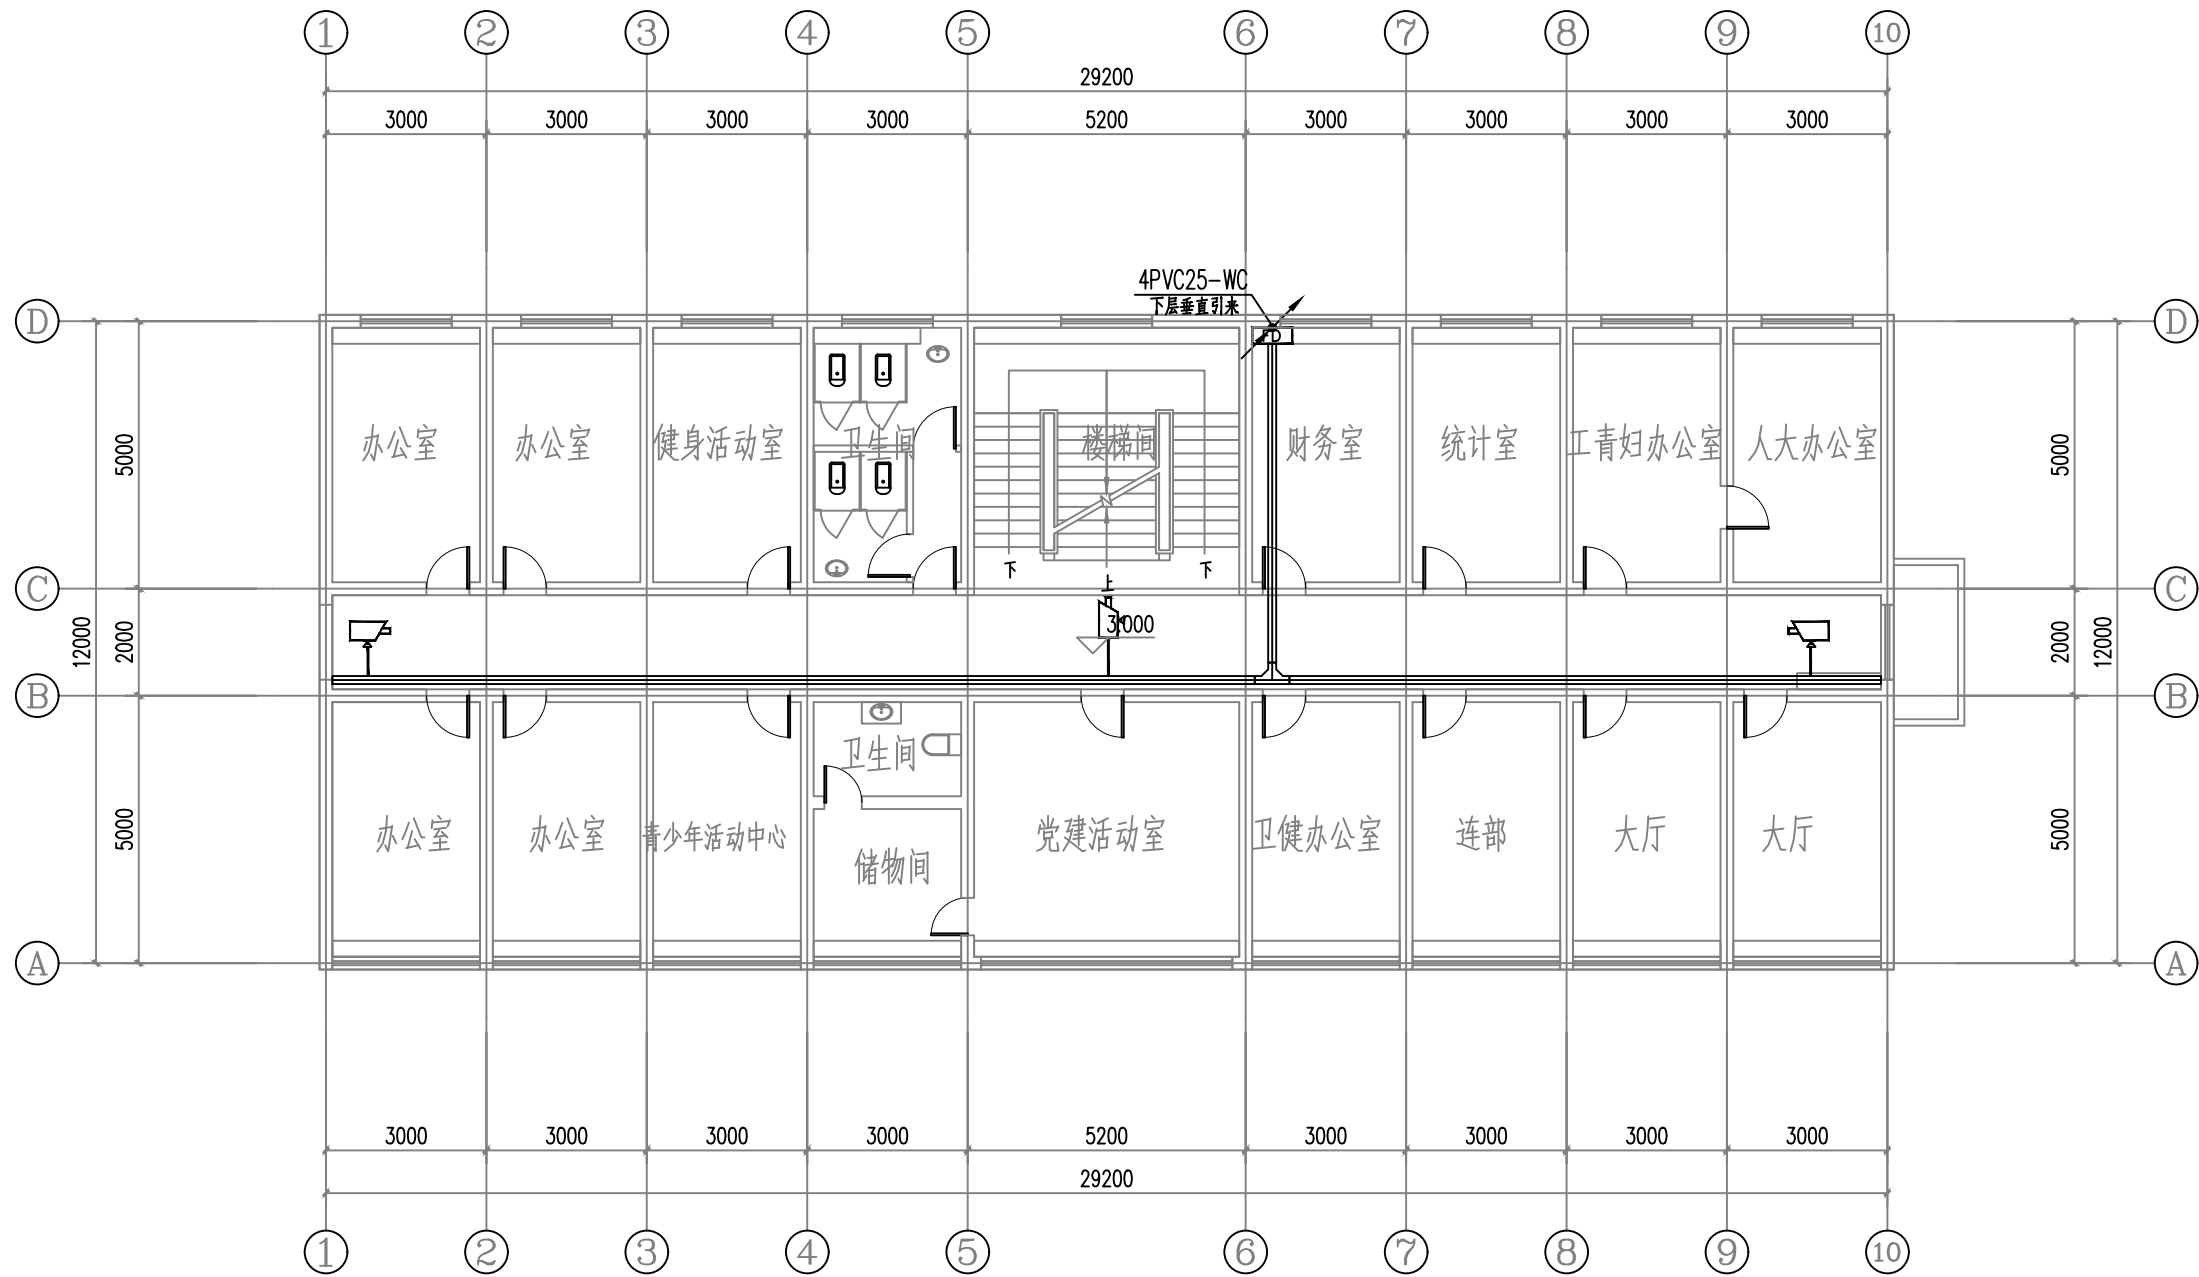 1 2 3 4 5 6 7 8 9 10
29200
3000 3000 3000 3000 5200 3000 3000 3000 3000
4PVC25-WC
下层垂直引来
D D
5000 办公室 办公室 健身活动室 卫生间 楼梯间 财务室 统计室 工青妇办公室 人大办公室 5000
下 上 下
C C
12000 2000 3.000 2000 12000
B B
卫生间
5000 办公室 办公室 青少年活动中心 党建活动室 卫健办公室 连部 大厅 大厅 5000
储物间
A A
3000 3000 3000 3000 5200 3000 3000 3000 3000
29200
1 2 3 4 5 6 7 8 9 10